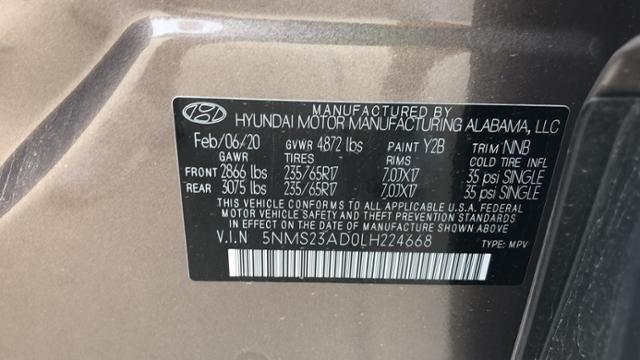 MANUFACTURED BY
HYUNDAI MOTOR MANUFACTURING ALABAMA, LLC
Feb/06/20 GVWR 4872 lbs PAINT Y2B TRIM NNB
GAWR TIRES RIMS COLD TIRE INFL
FRONT 2866 lbs 235/65R17 7.0JX17 35 psi SINGLE
REAR 3075 lbs 235/65R17 7.0JX17 35 psi SINGLE
THIS VEHICLE CONFORMS TO ALL APPLICABLE U.S.A. FEDERAL
MOTOR VEHICLE SAFETY AND THEFT PREVENTION STANDARDS
IN EFFECT ON THE DATE OF MANUFACTURE SHOWN ABOVE.
V.I.N 5NMS23AD0LH224668 TYPE: MPV